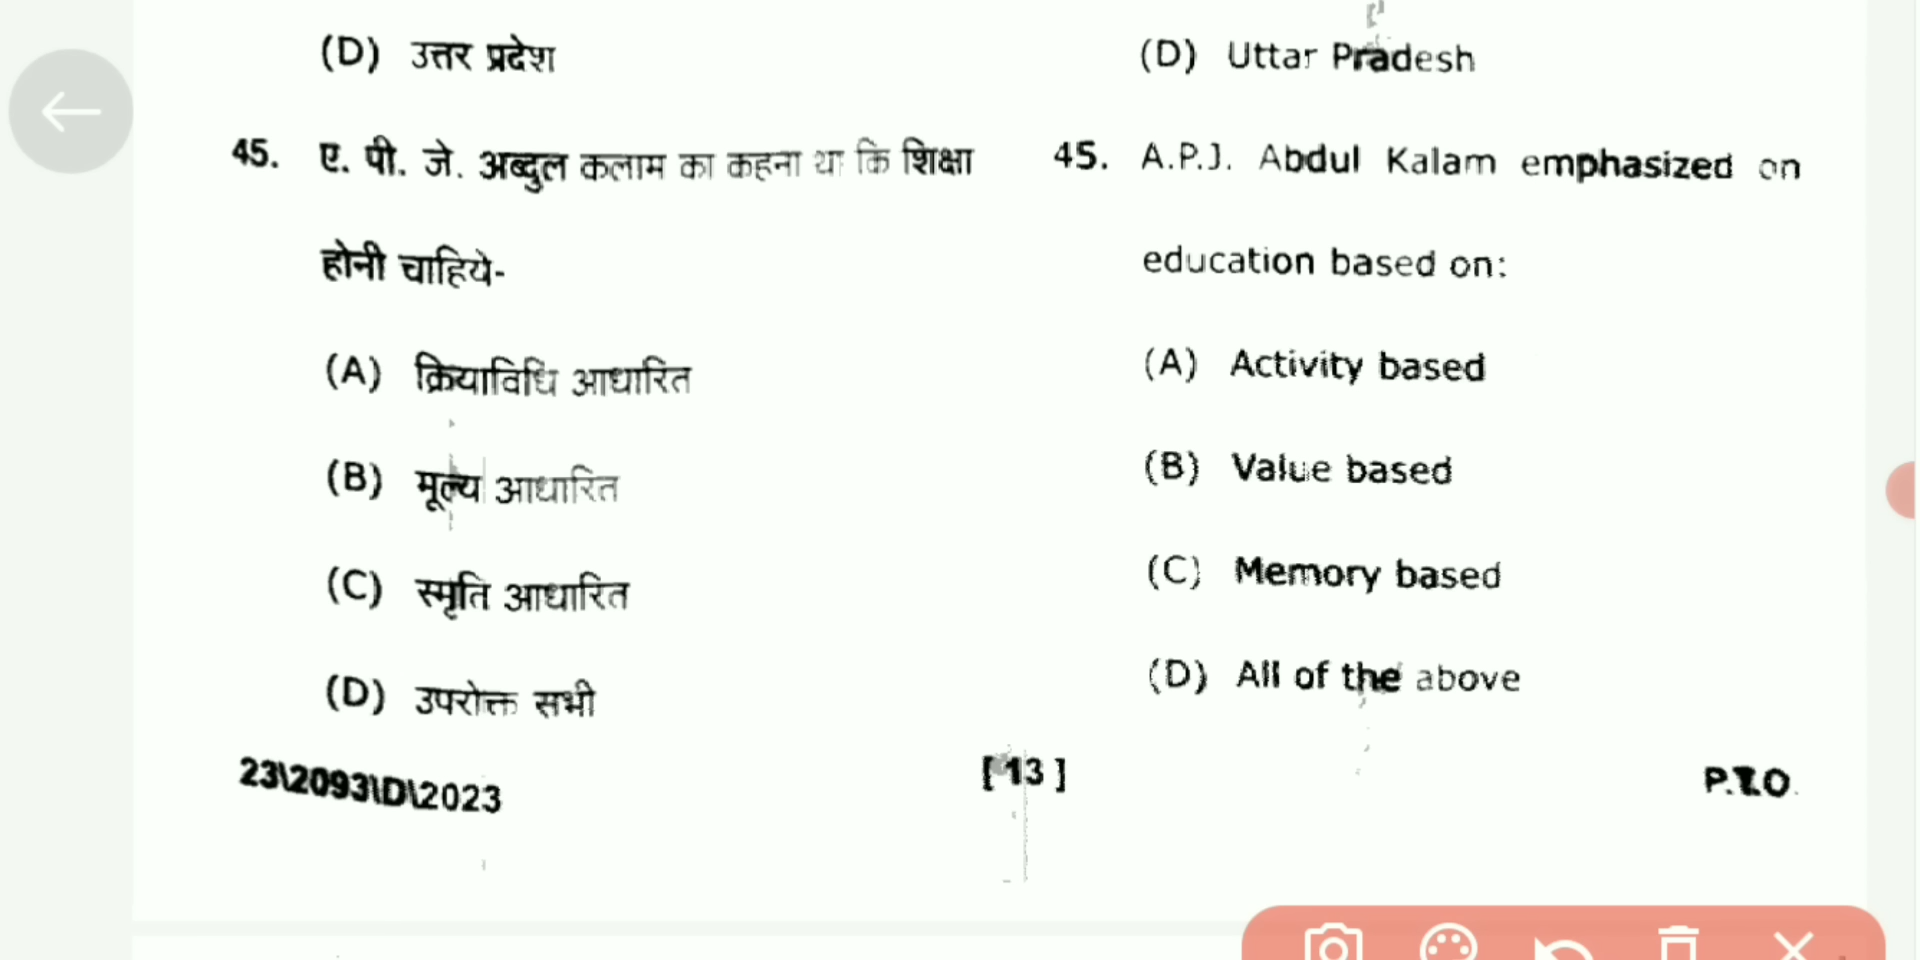 (D) उत्तर प्रदेश
45. ए. पी. जे. अब्दुल कलाम का कहना था कि शिक्षा
होनी चाहिये-
(A) क्रियाविधि आधारित
(B) मूल्य आधारित
(C) स्मृति आधारित
(D) उपरोक्त सभी
(D) Uttar Pradesh
45. A.P.J. Abdul Kalam emphasized on
education based on:
(A) Activity based
(B) Value based
(C) Memory based
(D) All of the above
23\2093\D\2023
[13]
P.T.O.